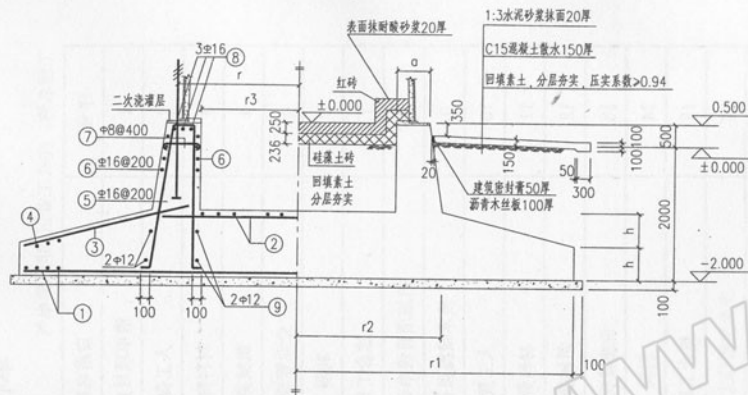 3Φ16
⑧
表面抹耐酸砂浆20厚
1:3水泥砂浆抹面20厚
C15混凝土散水150厚
回填素土，分层夯实，压实系数≥0.94
r
a
红砖
二次浇灌层
r3
±0.000
350
0.500
⑦
Φ8@400
250
236
⑥
Φ16@200
⑥
硅藻土砖
150
100
100
500
±0.000
50
300
⑤
Φ16@200
回填素土
分层夯实
20
建筑密封膏50厚
沥青木丝板100厚
④
③
②
2000
h
h
2Φ12
2Φ12
⑨
①
100
100
-2.000
100
r2
r1
100
WWW